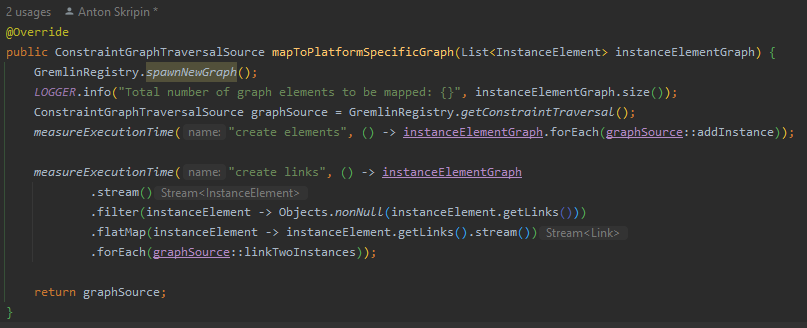 2 usages Anton Skripin *
@Override
public ConstraintGraphTraversalSource mapToPlatformSpecificGraph(List<InstanceElement> instanceElementGraph) {
GremlinRegistry.spawnNewGraph();
LOGGER.info("Total number of graph elements to be mapped: {}", instanceElementGraph.size());
ConstraintGraphTraversalSource graphSource = GremlinRegistry.getConstraintTraversal();
measureExecutionTime( name: "create elements", () -> instanceElementGraph.forEach(graphSource::addInstance));
measureExecutionTime( name: "create links", () -> instanceElementGraph
.stream() Stream<InstanceElement>
.filter(instanceElement -> Objects.nonNull(instanceElement.getLinks()))
.flatMap(instanceElement -> instanceElement.getLinks().stream()) Stream<Link>
.forEach(graphSource::linkTwoInstances));
return graphSource;
}